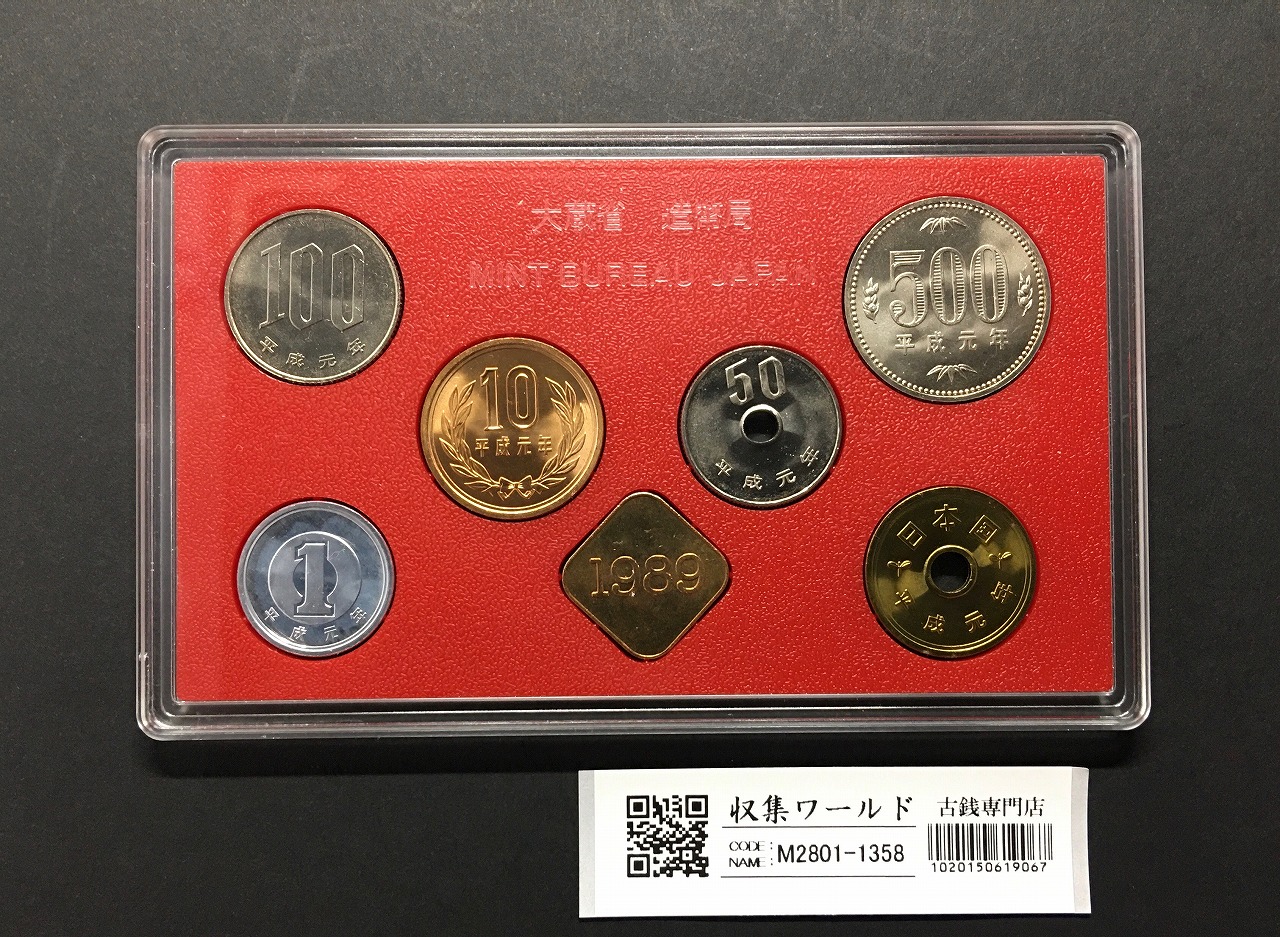 大蔵省 造幣局
MINT BUREAU JAPAN
100
平成元年
500
平成元年
10
平成元年
50
平成元年
1
平成元年
1989
日本国
平成元年
収集ワールド
古銭専門店
CODE:
NAME:
M2801-1358
1020150619067